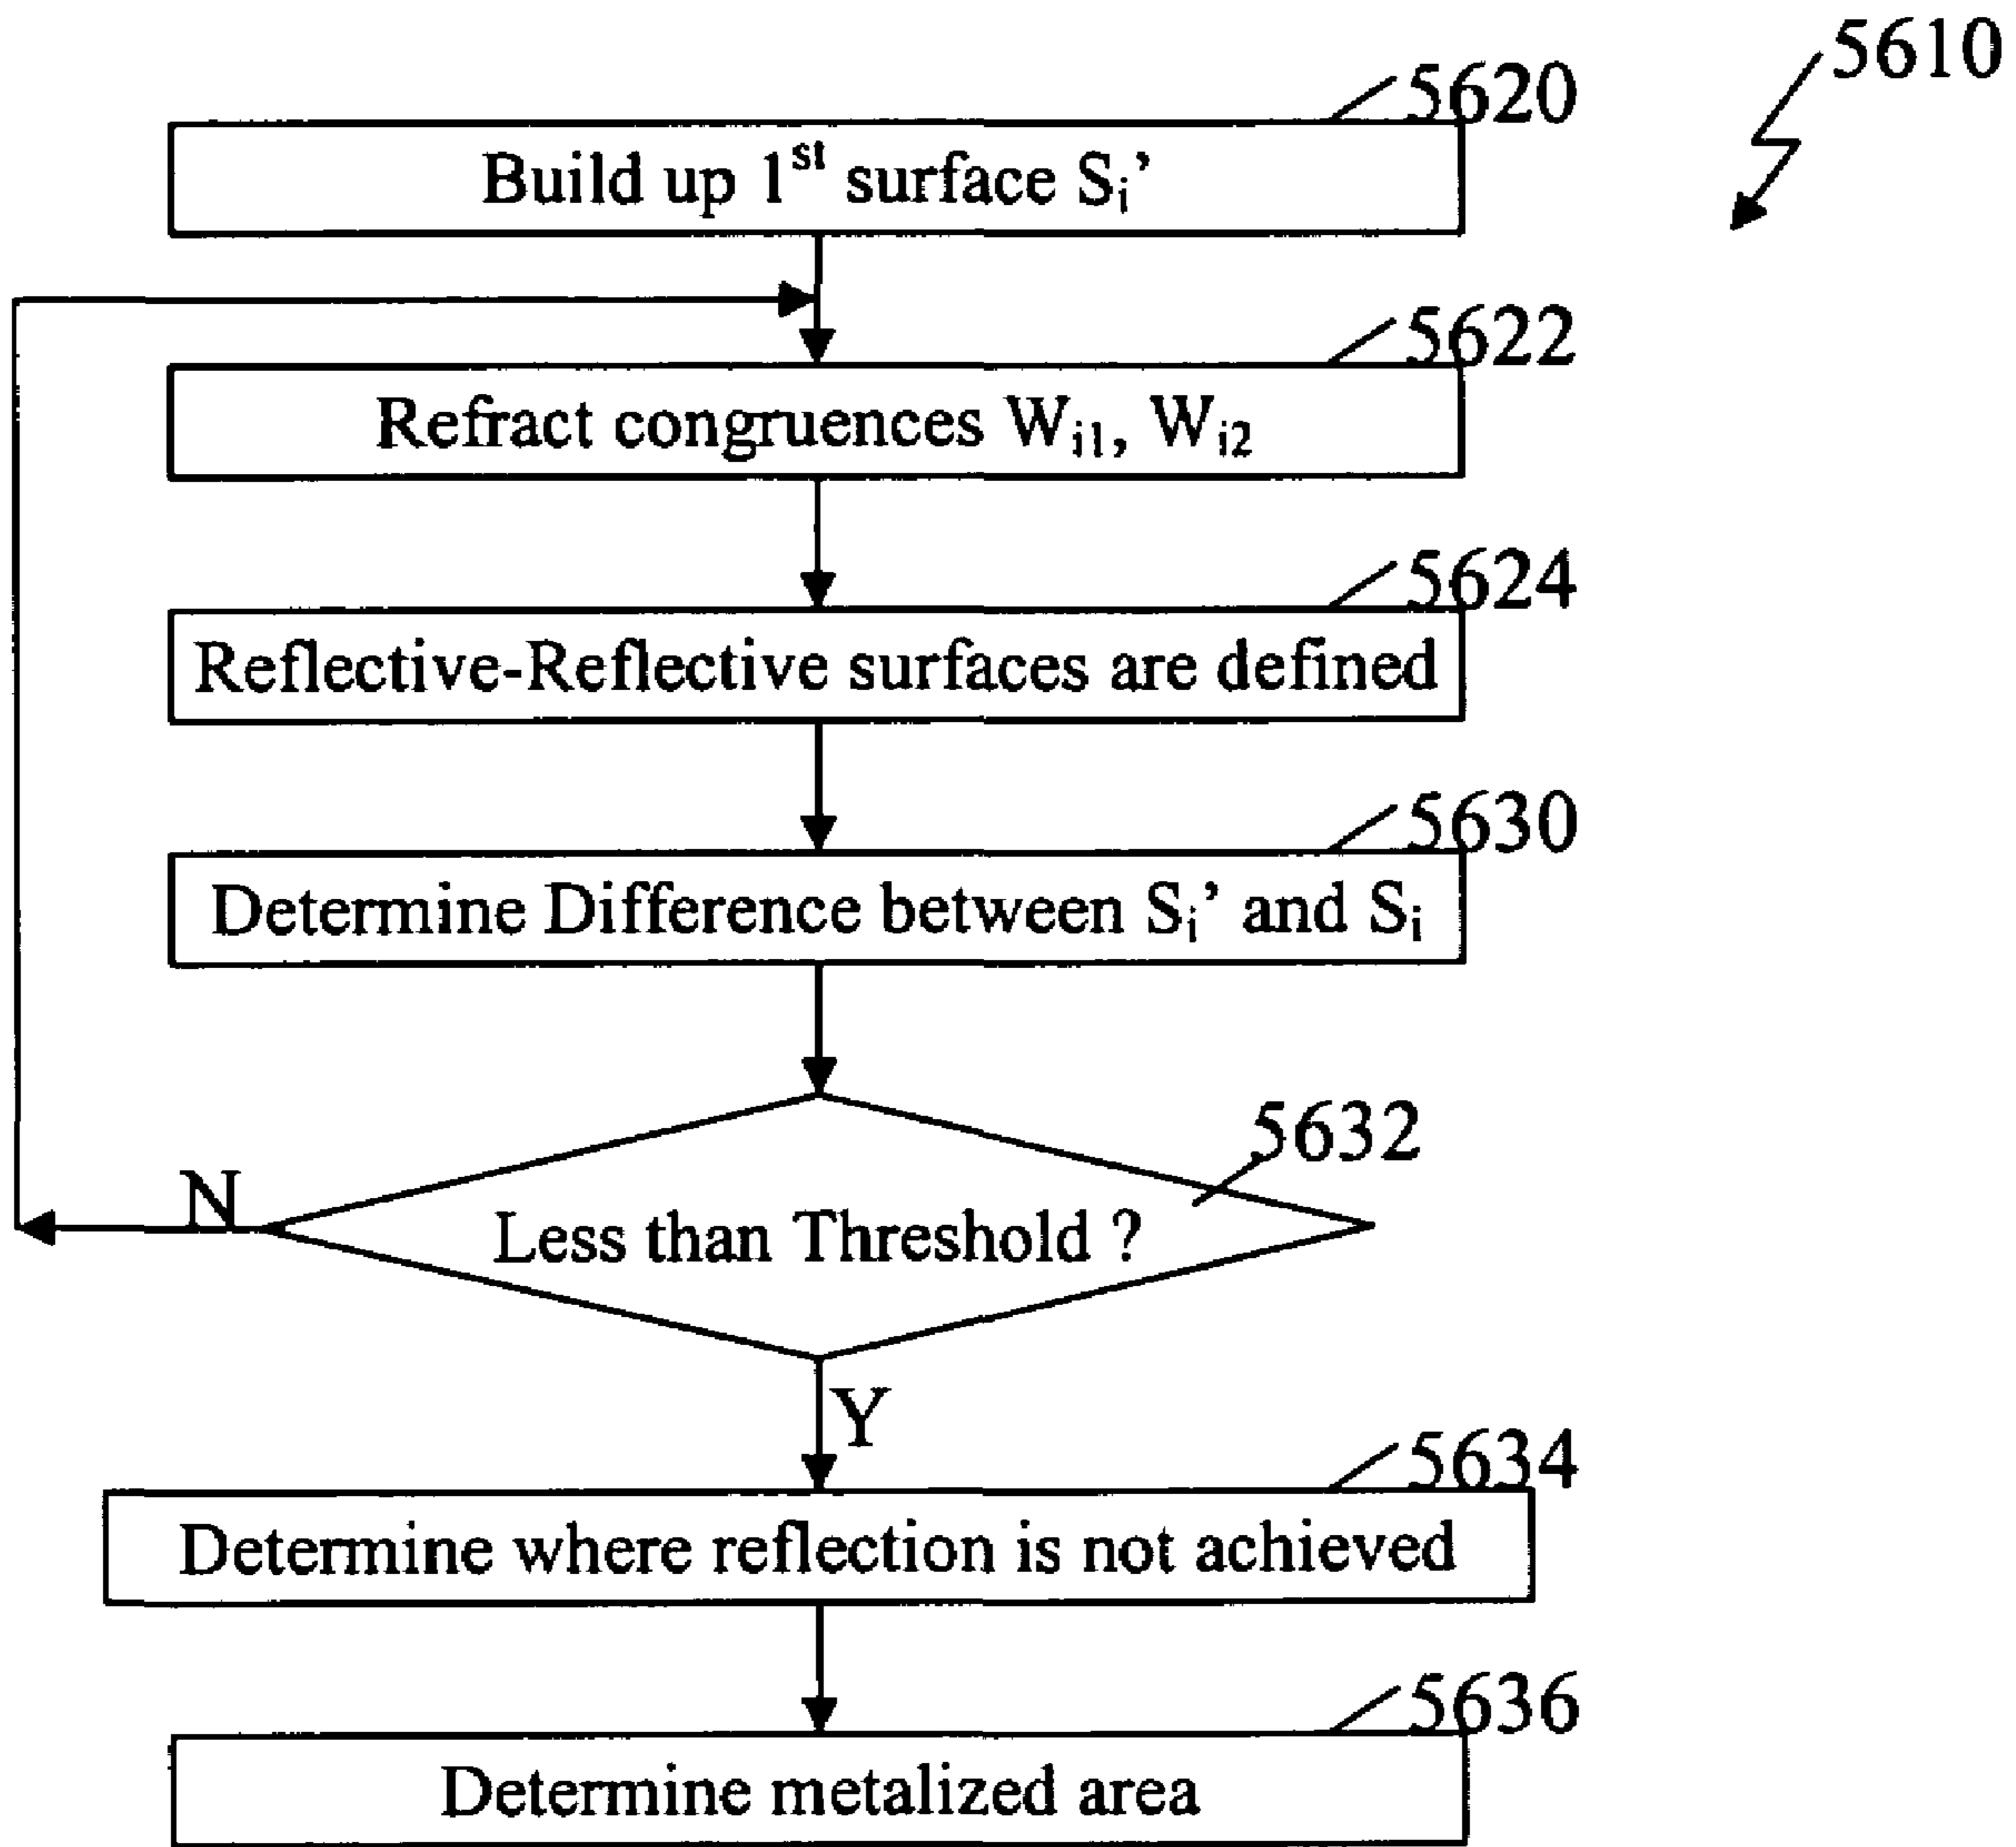 5610
5620
Build up 1st surface Si’
5622
Refract congruences Wi1, Wi2
5624
Reflective-Reflective surfaces are defined
5630
Determine Difference between Si’ and Si
5632
N
Less than Threshold ?
Y
5634
Determine where reflection is not achieved
5636
Determine metalized area